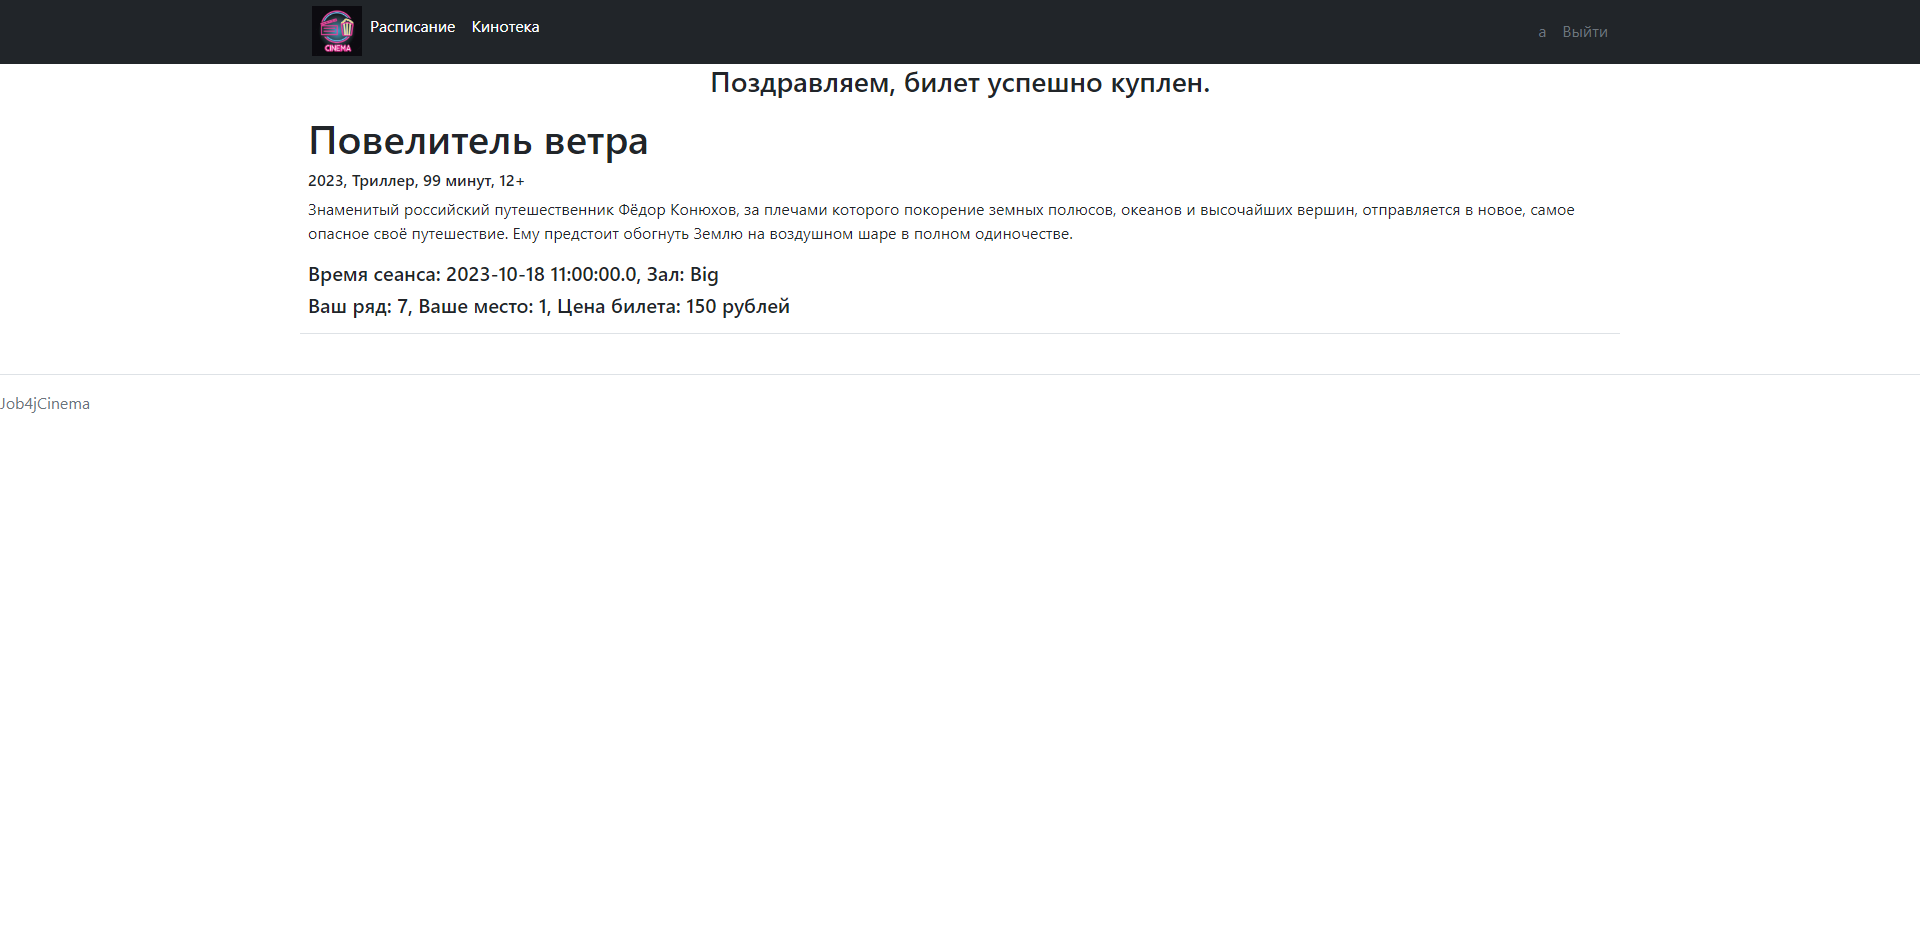 CINEMA
Расписание Кинотека
а Выйти
Поздравляем, билет успешно куплен.
Повелитель ветра
2023, Триллер, 99 минут, 12+
Знаменитый российский путешественник Фёдор Конюхов, за плечами которого покорение земных полюсов, океанов и высочайших вершин, отправляется в новое, самое
опасное своё путешествие. Ему предстоит обогнуть Землю на воздушном шаре в полном одиночестве.
Время сеанса: 2023-10-18 11:00:00.0, Зал: Big
Ваш ряд: 7, Ваше место: 1, Цена билета: 150 рублей
Job4jCinema